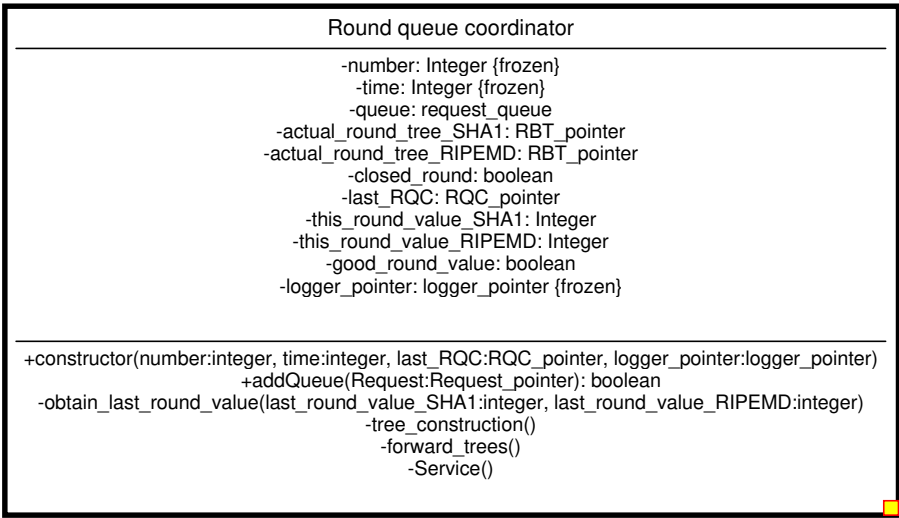 Round queue coordinator
-number: Integer {frozen}
-time: Integer {frozen}
-queue: request_queue
-actual_round_tree_SHA1: RBT_pointer
-actual_round_tree_RIPEMD: RBT_pointer
-closed_round: boolean
-last_RQC: RQC_pointer
-this_round_value_SHA1: Integer
-this_round_value_RIPEMD: Integer
-good_round_value: boolean
-logger_pointer: logger_pointer {frozen}
+constructor(number:integer, time:integer, last_RQC:RQC_pointer, logger_pointer:logger_pointer)
+addQueue(Request:Request_pointer): boolean
-obtain_last_round_value(last_round_value_SHA1:integer, last_round_value_RIPEMD:integer)
-tree_construction()
-forward_trees()
-Service()